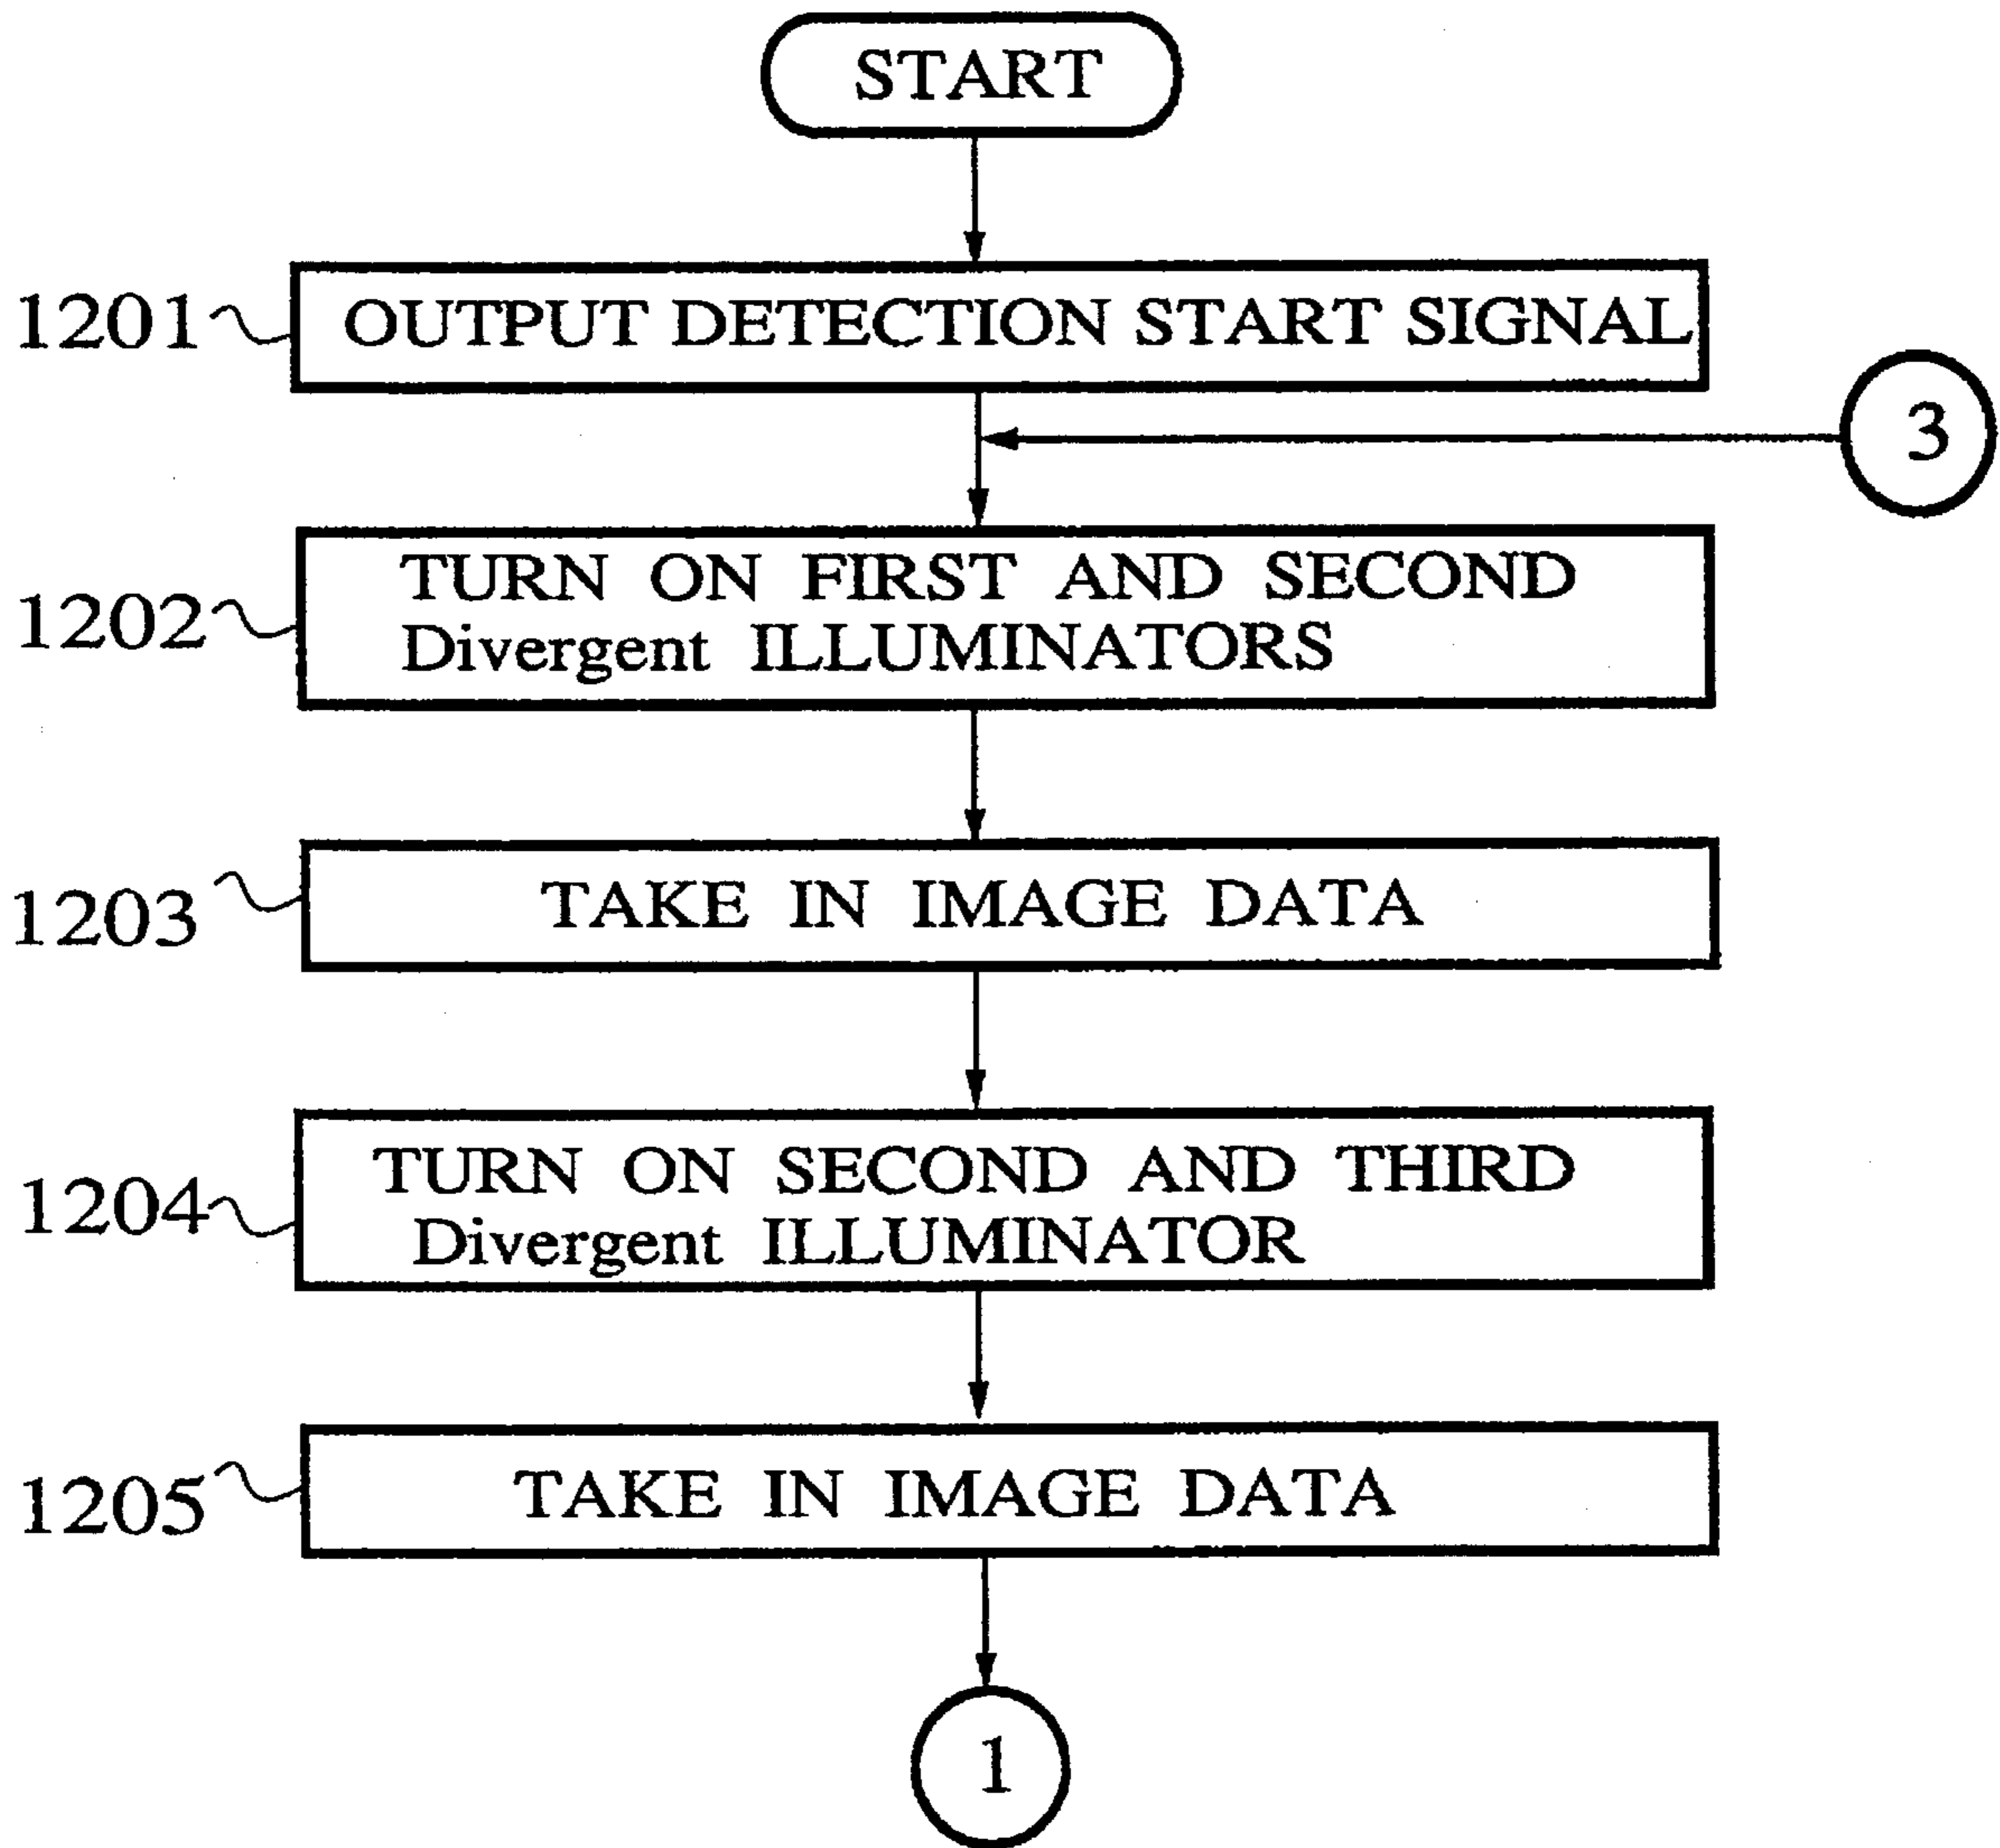 START
1201
OUTPUT DETECTION START SIGNAL
3
1202
TURN ON FIRST AND SECOND
Divergent ILLUMINATORS
1203
TAKE IN IMAGE DATA
1204
TURN ON SECOND AND THIRD
Divergent ILLUMINATOR
1205
TAKE IN IMAGE DATA
1